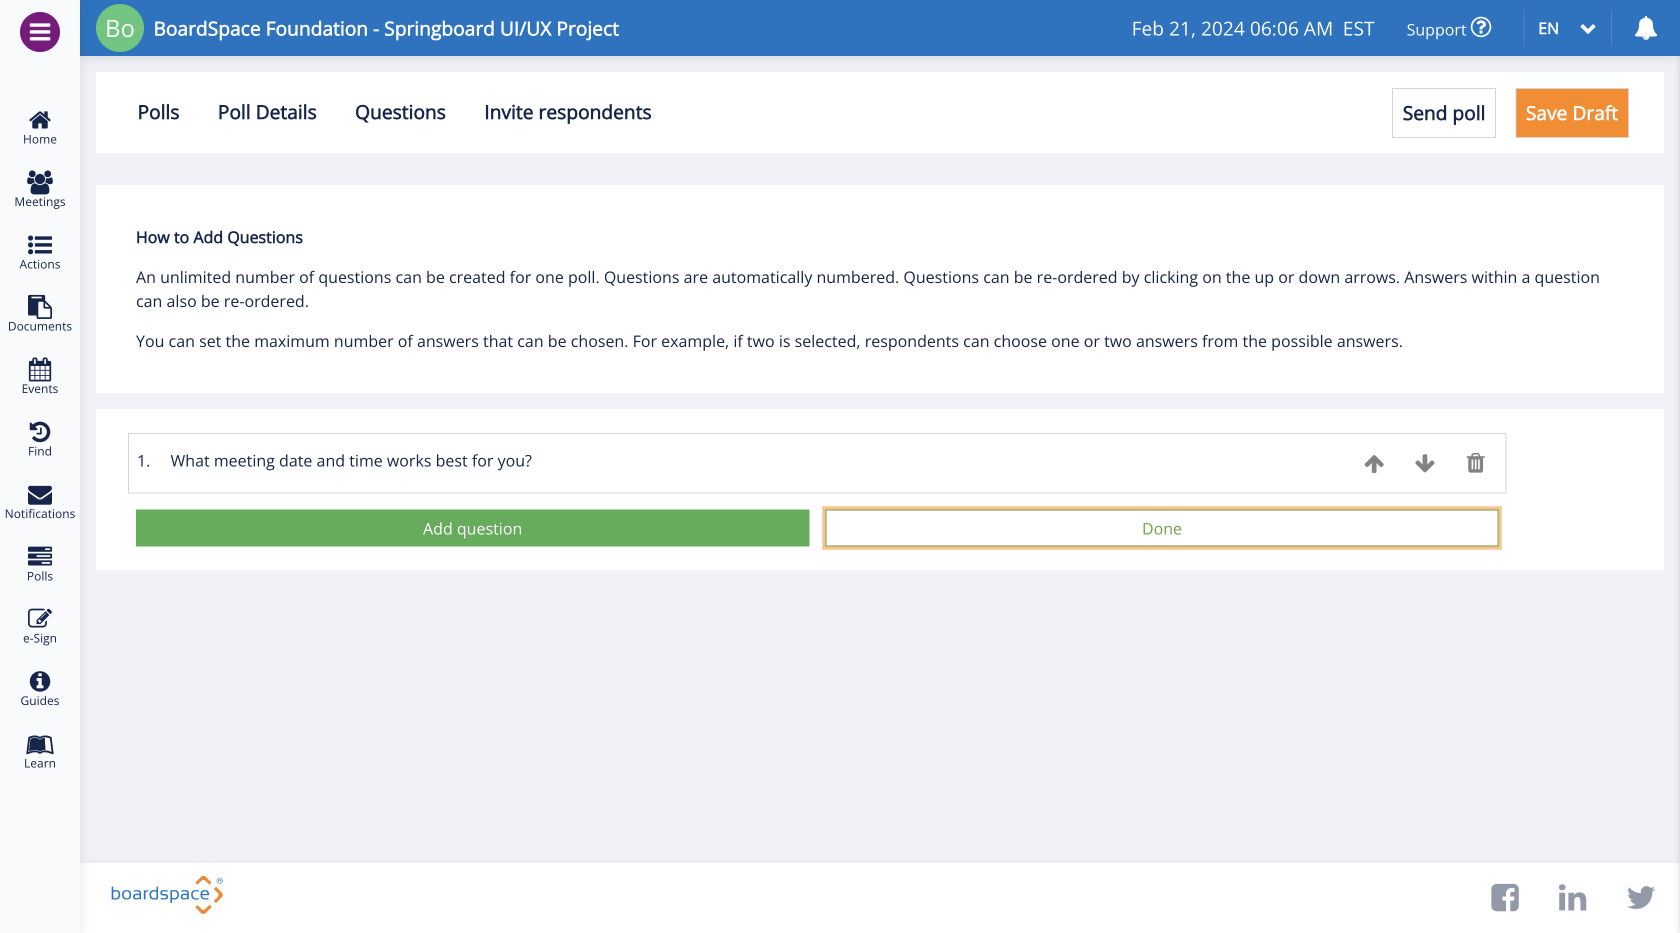 Bo BoardSpace Foundation - Springboard UI/UX Project Feb 21, 2024 06:06 AM EST Support EN
Home
Meetings
Actions
Documents
Events
Find
Notifications
Polls
e-Sign
Guides
Learn
Polls Poll Details Questions Invite respondents Send poll Save Draft
How to Add Questions
An unlimited number of questions can be created for one poll. Questions are automatically numbered. Questions can be re-ordered by clicking on the up or down arrows. Answers within a question
can also be re-ordered.
You can set the maximum number of answers that can be chosen. For example, if two is selected, respondents can choose one or two answers from the possible answers.
1. What meeting date and time works best for you?
Add question Done
boardspace®